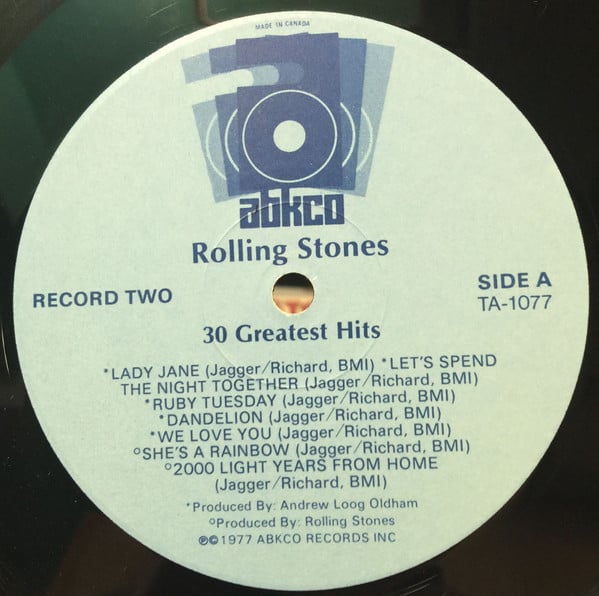 MADE IN CANADA
abkco
Rolling Stones
RECORD TWO
SIDE A
TA-1077
30 Greatest Hits
*LADY JANE (Jagger/Richard, BMI) *LET'S SPEND
THE NIGHT TOGETHER (Jagger/Richard, BMI)
*RUBY TUESDAY (Jagger/Richard, BMI)
*DANDELION (Jagger/Richard, BMI)
*WE LOVE YOU (Jagger/Richard, BMI)
°SHE'S A RAINBOW (Jagger/Richard, BMI)
°2000 LIGHT YEARS FROM HOME
(Jagger/Richard, BMI)
*Produced By: Andrew Loog Oldham
°Produced By: Rolling Stones
℗©1977 ABKCO RECORDS INC